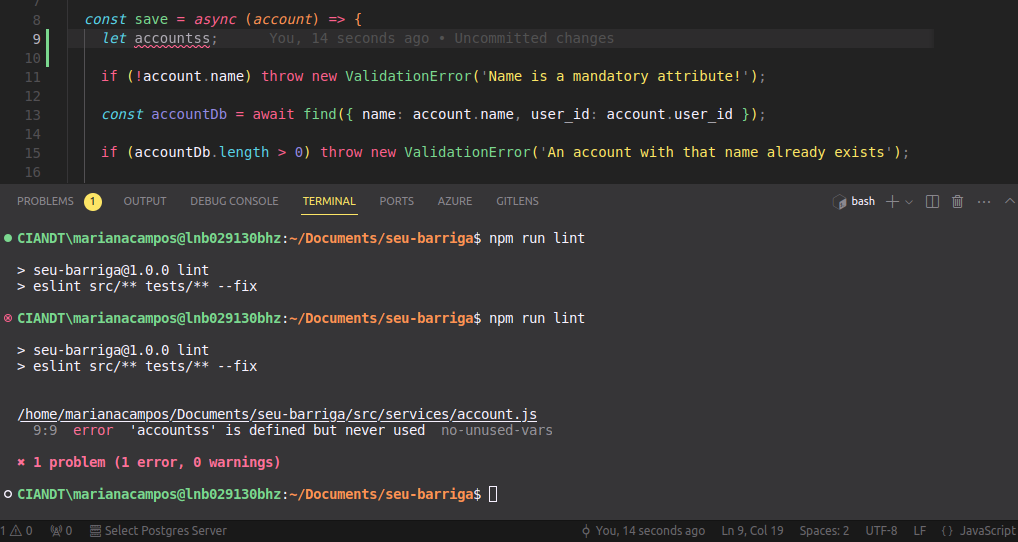 7
8 const save = async (account) => {
9 let accountss; You, 14 seconds ago • Uncommitted changes
10
11 if (!account.name) throw new ValidationError('Name is a mandatory attribute!');
12
13 const accountDb = await find({ name: account.name, user_id: account.user_id });
14
15 if (accountDb.length > 0) throw new ValidationError('An account with that name already exists');
16
PROBLEMS 1 OUTPUT DEBUG CONSOLE TERMINAL PORTS AZURE GITLENS bash
CIANDT\marianacampos@lnb029130bhz:~/Documents/seu-barriga$ npm run lint
> seu-barriga@1.0.0 lint
> eslint src/** tests/** --fix
CIANDT\marianacampos@lnb029130bhz:~/Documents/seu-barriga$ npm run lint
> seu-barriga@1.0.0 lint
> eslint src/** tests/** --fix
/home/marianacampos/Documents/seu-barriga/src/services/account.js
9:9 error 'accountss' is defined but never used no-unused-vars
✖ 1 problem (1 error, 0 warnings)
CIANDT\marianacampos@lnb029130bhz:~/Documents/seu-barriga$
1 0 0 Select Postgres Server You, 14 seconds ago Ln 9, Col 19 Spaces: 2 UTF-8 LF {} JavaScript